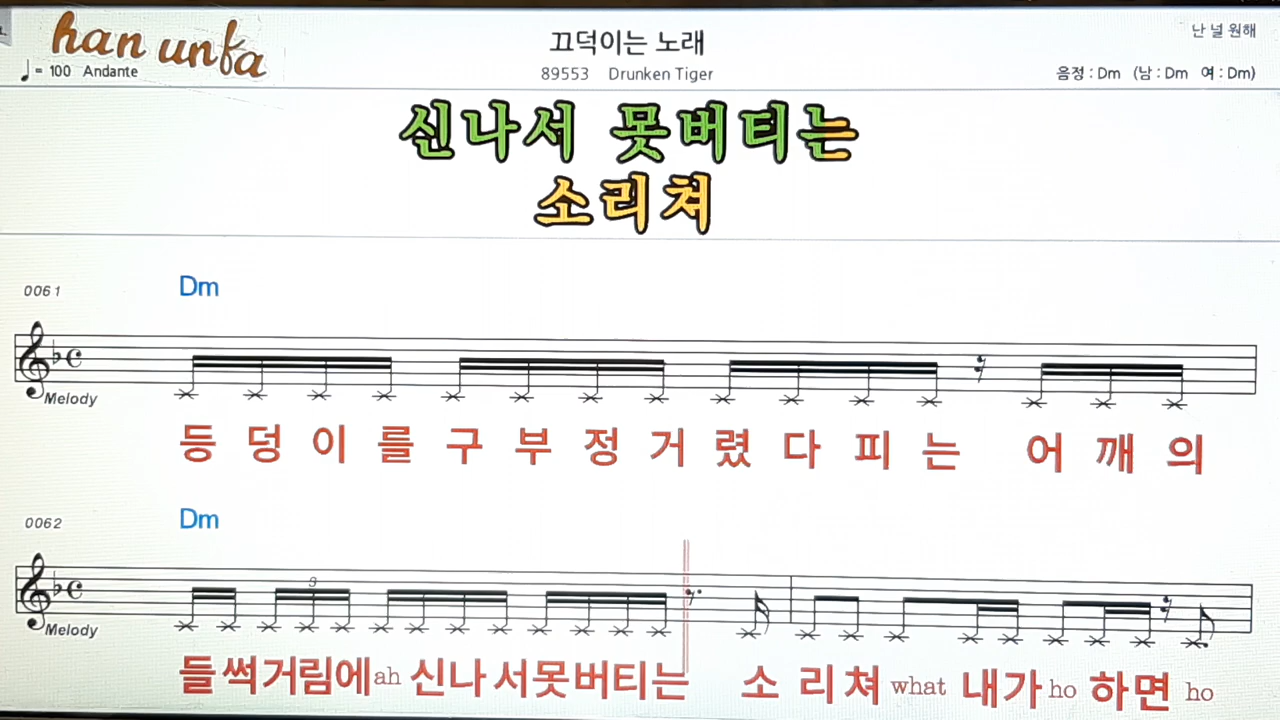 han unfa
♩= 100 Andante
끄덕이는 노래
89553 Drunken Tiger
난 널 원해
음정 : Dm (남 : Dm 여 : Dm)
신나서 못버티는
소리쳐
0061 Dm
Melody
등 덩 이 를 구 부 정 거 렸 다 피 는 어 깨 의
0062 Dm
3
Melody
들썩거림에ah 신나서못버티는 소 리 쳐 what 내가 ho 하면 ho